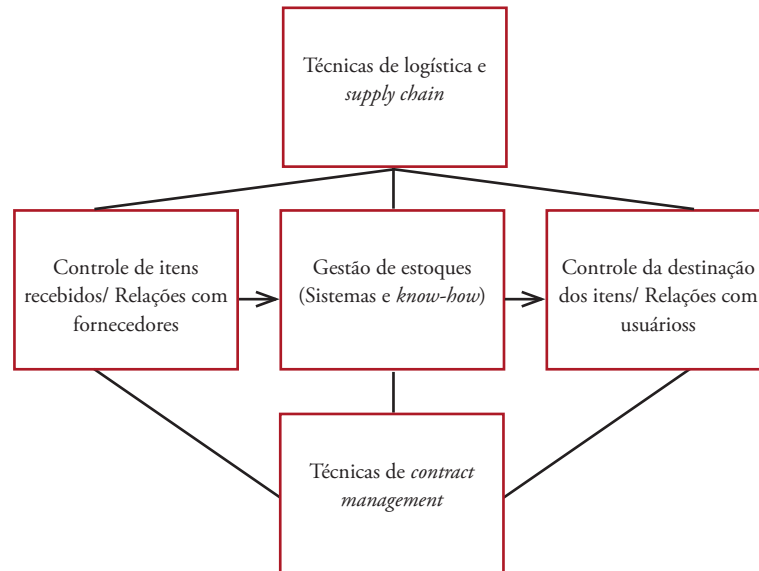 Técnicas de logística e
supply chain
Controle de itens
recebidos/ Relações com
fornecedores
Gestão de estoques
(Sistemas e know-how)
Controle da destinação
dos itens/ Relações com
usuárioss
Técnicas de contract
management